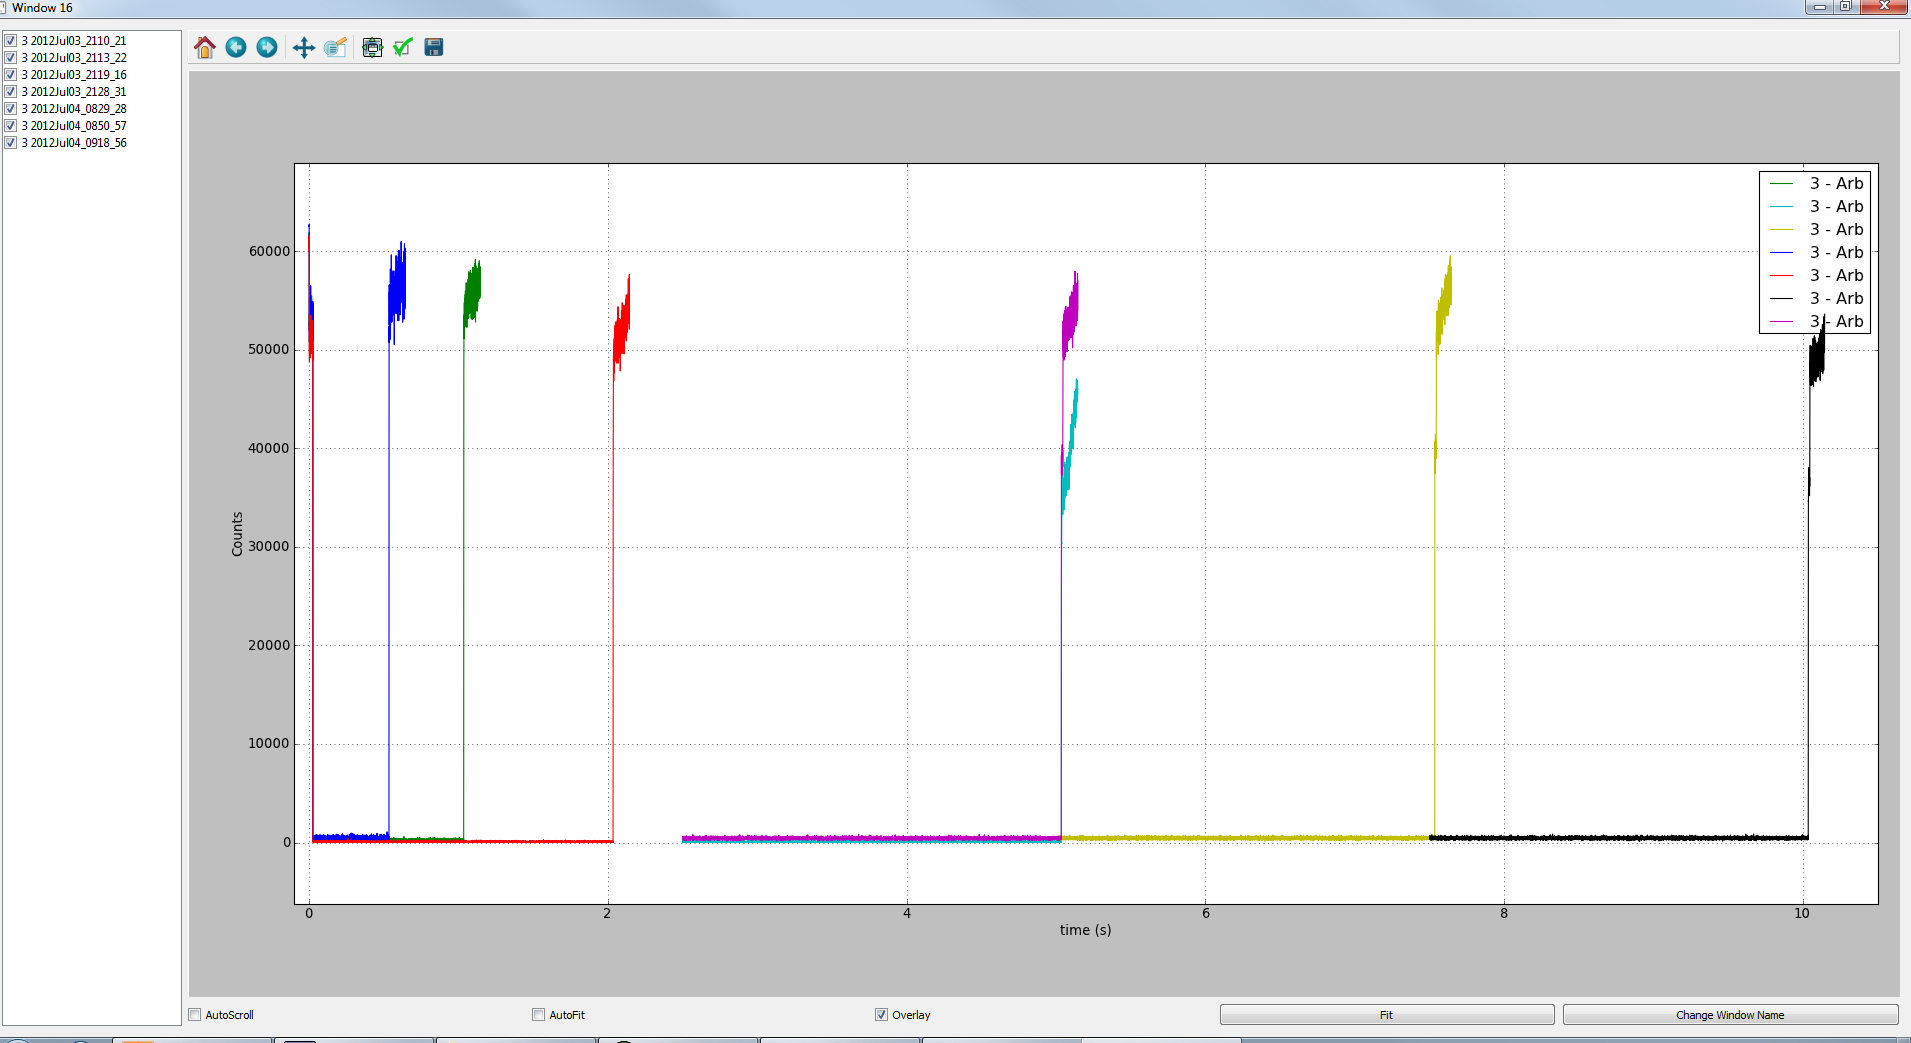 Window 16
3 2012Jul03_2110_21
3 2012Jul03_2113_22
3 2012Jul03_2119_16
3 2012Jul03_2128_31
3 2012Jul04_0829_28
3 2012Jul04_0850_57
3 2012Jul04_0918_56
3 - Arb
3 - Arb
3 - Arb
3 - Arb
3 - Arb
3 - Arb
3 - Arb
60000
50000
40000
30000
20000
10000
0
Counts
0 2 4 6 8 10
time (s)
AutoScroll AutoFit Overlay Fit Change Window Name